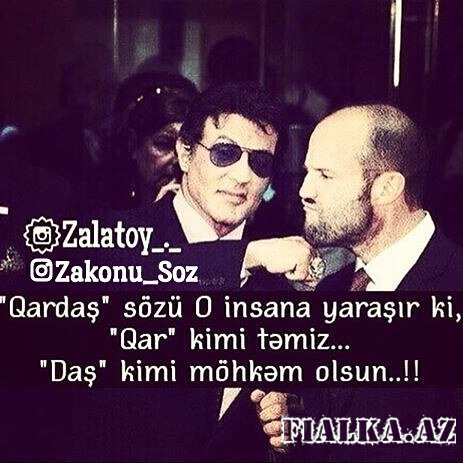 Zalatoy_._
Zakonu_Soz
"Qardaş" sözü O insana yaraşır ki,
"Qar" kimi təmiz...
"Daş" kimi möhkəm olsun..!!
FIALKA.AZ